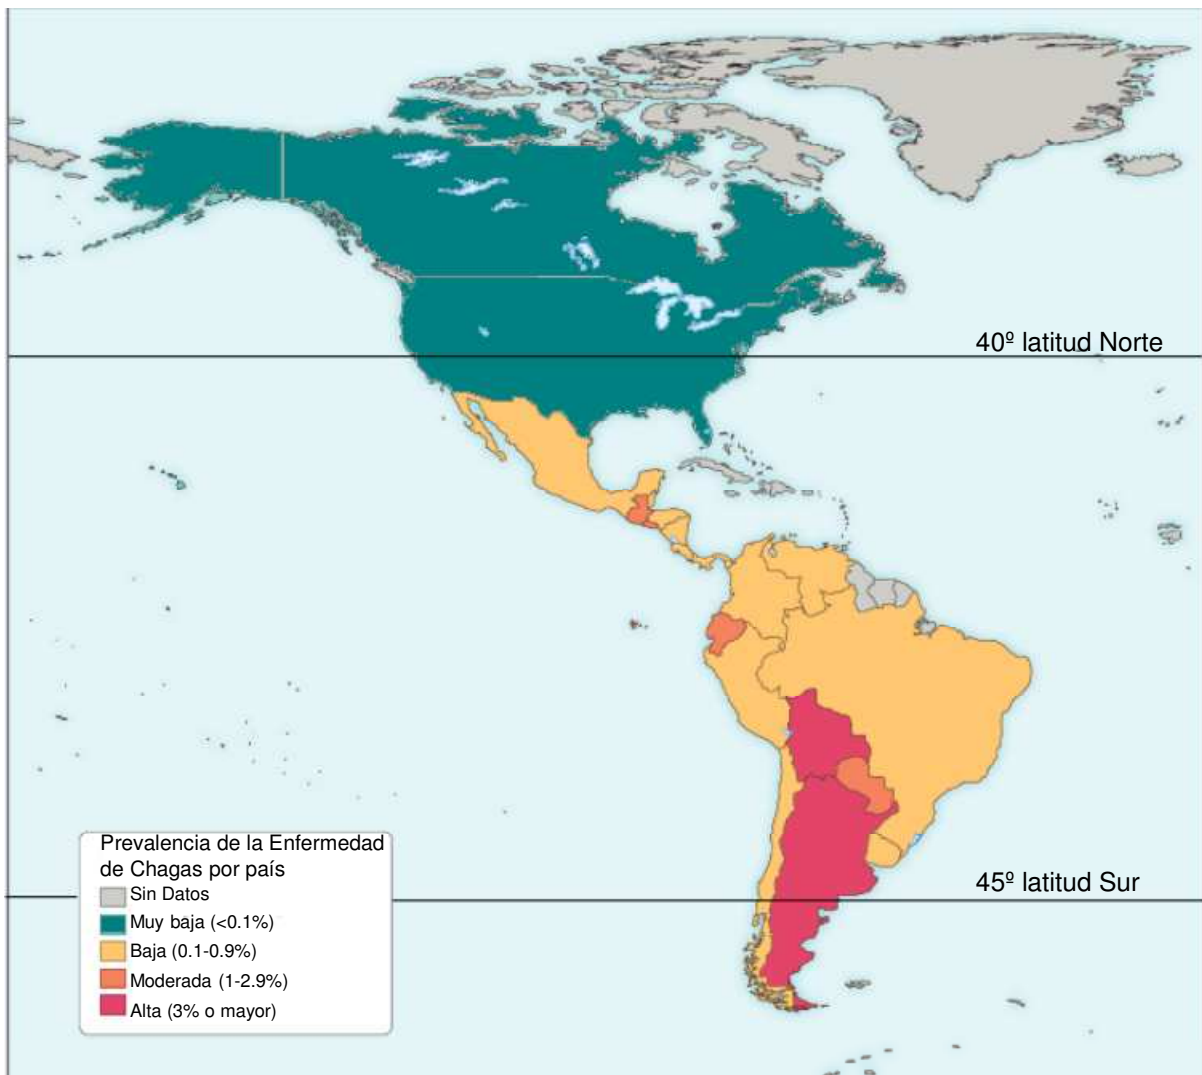 40º latitud Norte
45º latitud Sur
Prevalencia de la Enfermedad
de Chagas por país
Sin Datos
Muy baja (<0.1%)
Baja (0.1-0.9%)
Moderada (1-2.9%)
Alta (3% o mayor)